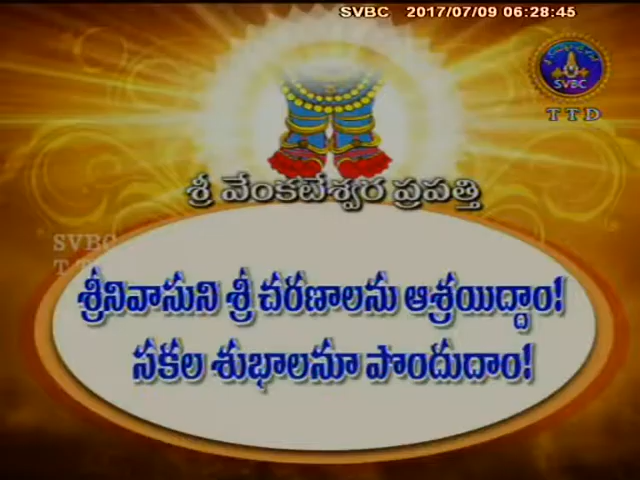 SVBC 2017/07/09 06:28:45
SVBC
TTD
శ్రీ వేంకటేశ్వర ప్రపత్తి
SVBC
శ్రీనివాసుని శ్రీ చరణాలను ఆశ్రయిద్దాం!
సకల శుభాలనూ పొందుదాం!